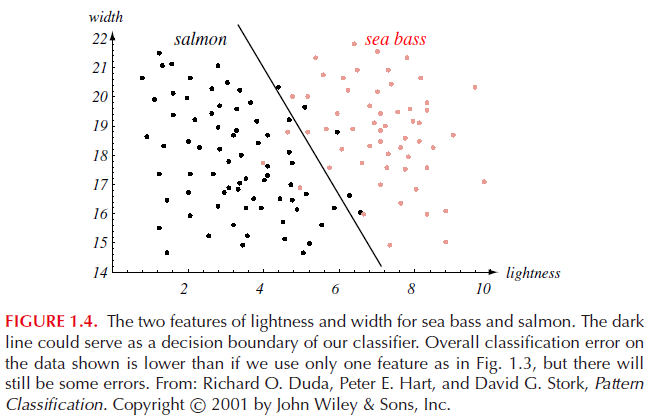 width
22
salmon
sea bass
21
20
19
18
17
16
15
14
lightness
2 4 6 8 10
FIGURE 1.4. The two features of lightness and width for sea bass and salmon. The dark
line could serve as a decision boundary of our classifier. Overall classification error on
the data shown is lower than if we use only one feature as in Fig. 1.3, but there will
still be some errors. From: Richard O. Duda, Peter E. Hart, and David G. Stork, Pattern
Classification. Copyright © 2001 by John Wiley & Sons, Inc.